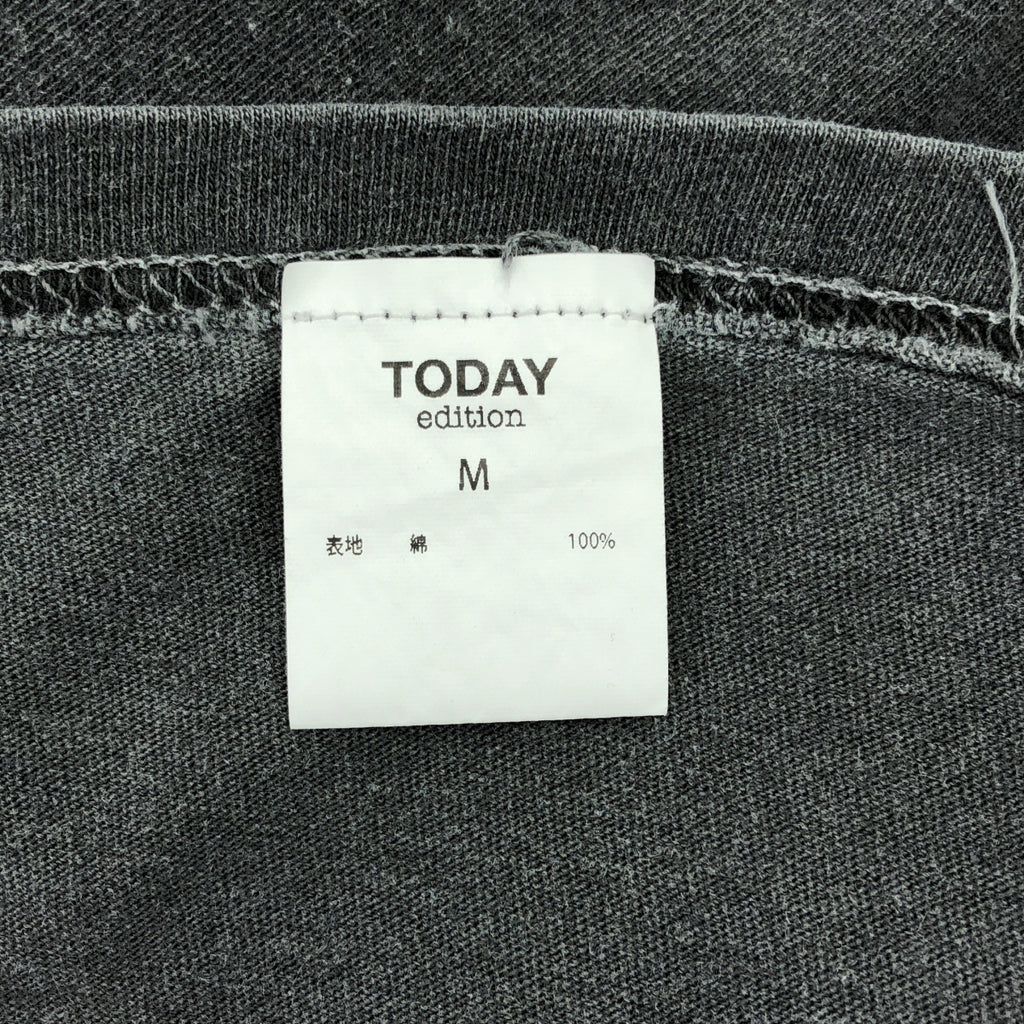 TODAY
edition
M
表地 綿 100%